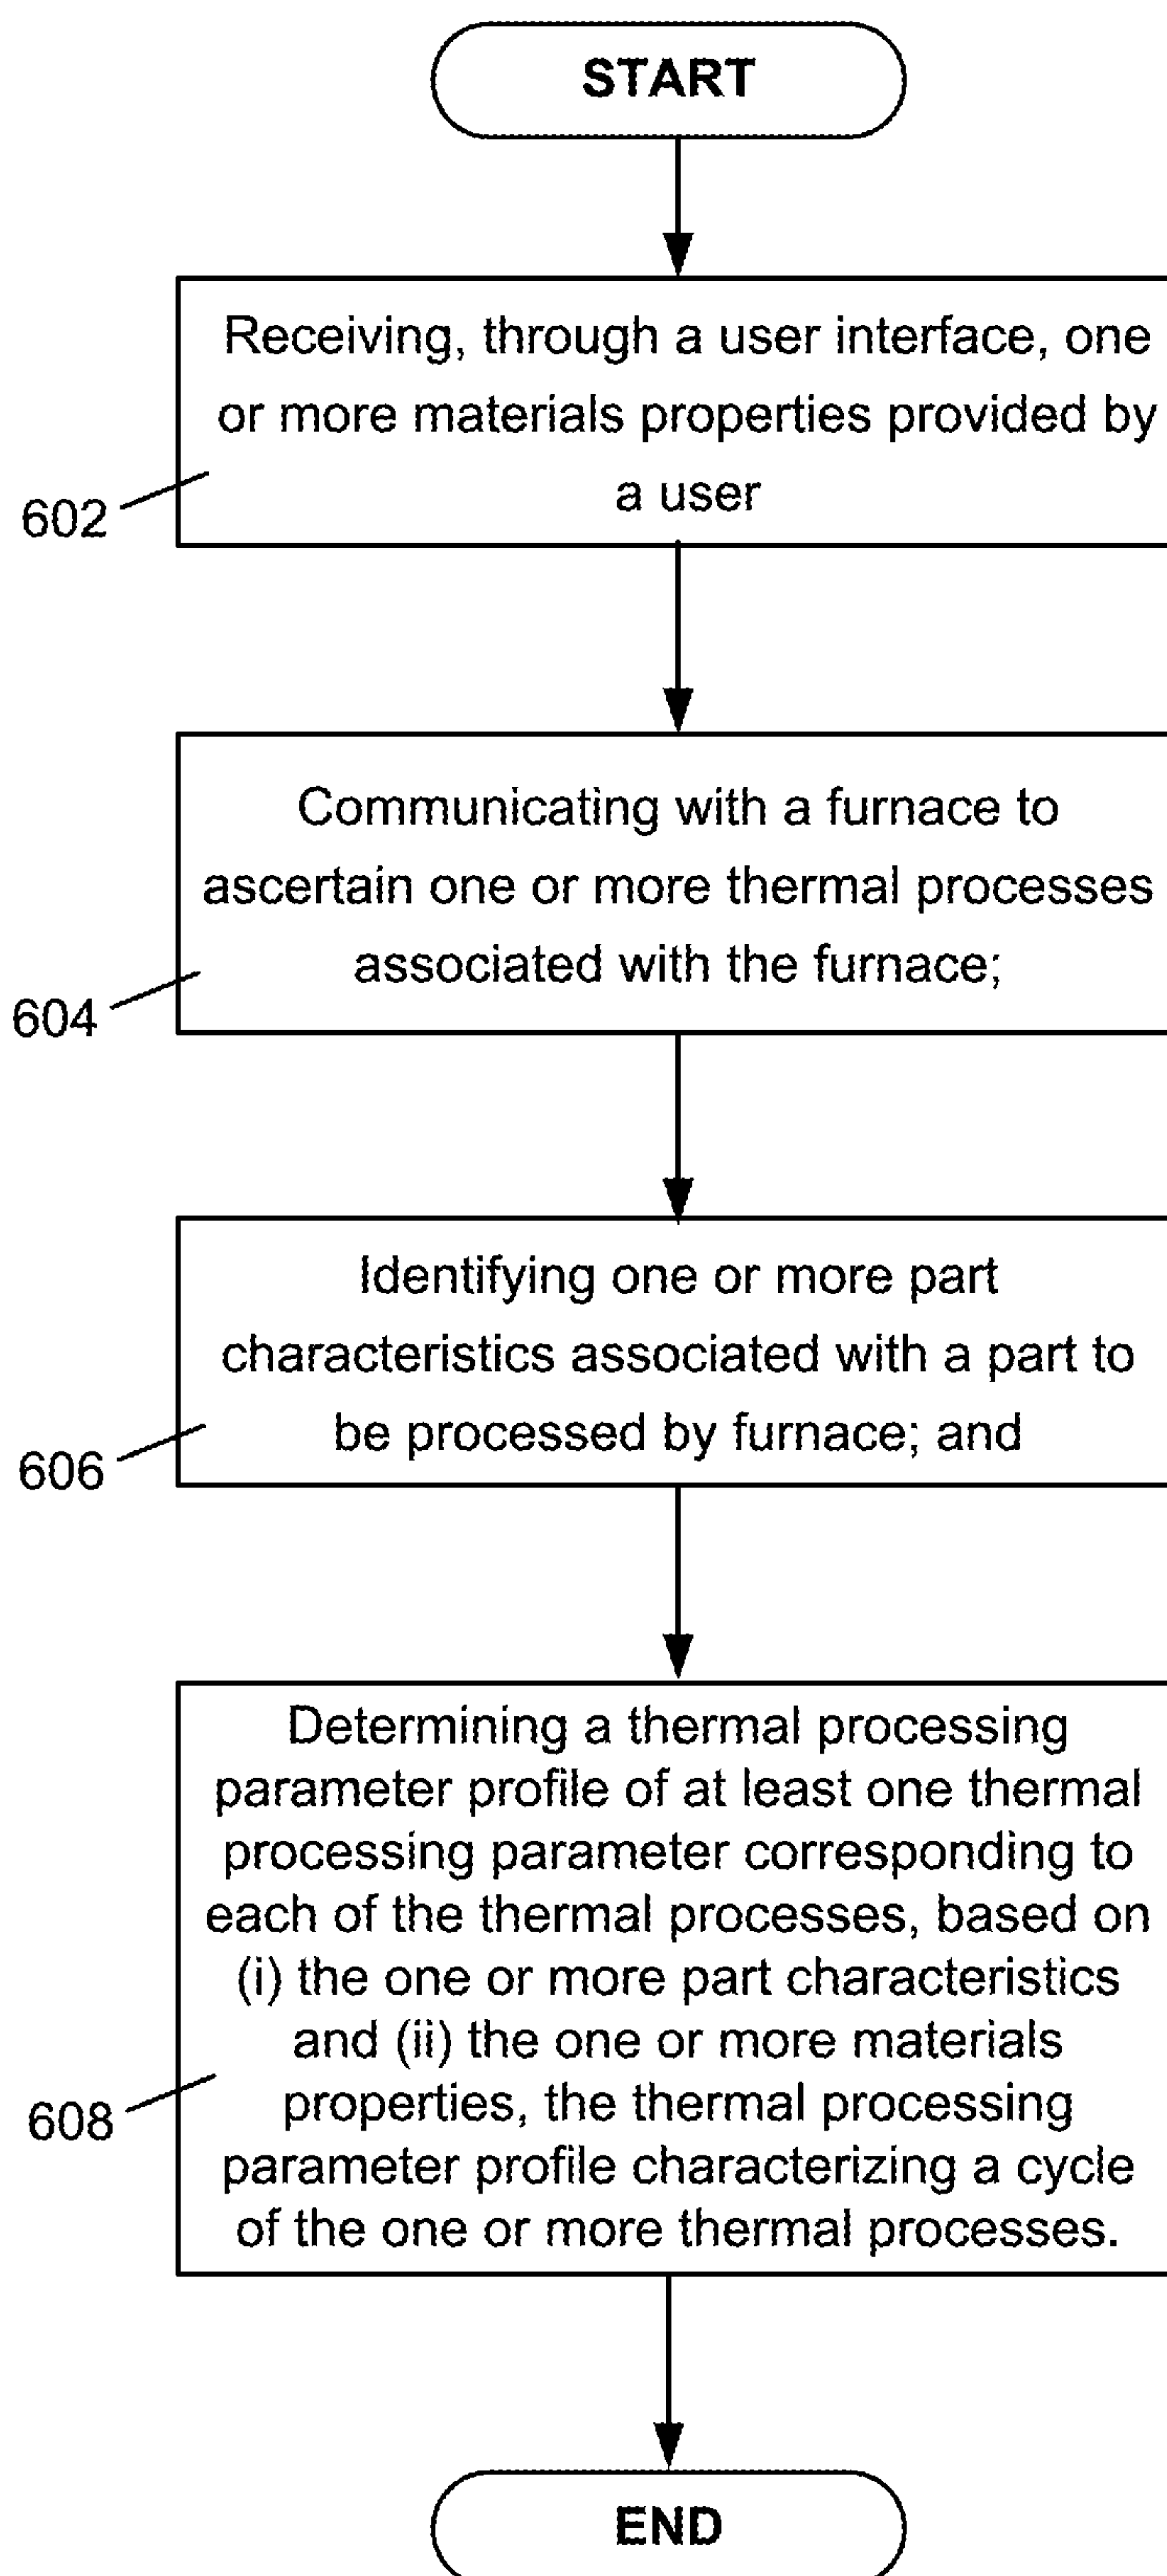 START
Receiving, through a user interface, one
or more materials properties provided by
a user
602
Communicating with a furnace to
ascertain one or more thermal processes
associated with the furnace;
604
Identifying one or more part
characteristics associated with a part to
be processed by furnace; and
606
Determining a thermal processing
parameter profile of at least one thermal
processing parameter corresponding to
each of the thermal processes, based on
(i) the one or more part characteristics
and (ii) the one or more materials
properties, the thermal processing
parameter profile characterizing a cycle
of the one or more thermal processes.
608
END